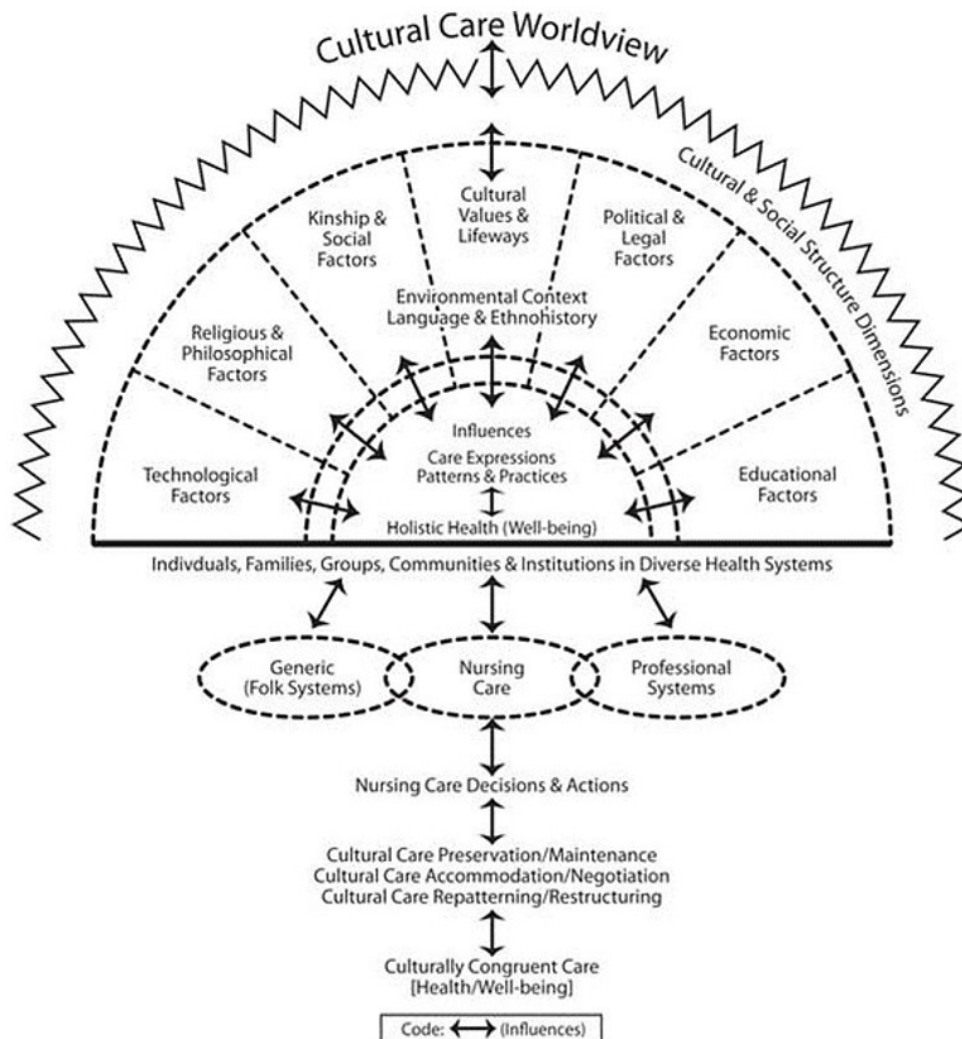 Cultural Care Worldview
Cultural & Social Structure Dimensions
Kinship &
Social
Factors
Cultural
Values &
Lifeways
Political &
Legal
Factors
Environmental Context
Language & Ethnohistory
Religious &
Philosophical
Factors
Economic
Factors
Influences
Care Expressions
Patterns & Practices
Technological
Factors
Educational
Factors
Holistic Health (Well-being)
Indivduals, Families, Groups, Communities & Institutions in Diverse Health Systems
Generic
(Folk Systems)
Nursing
Care
Professional
Systems
Nursing Care Decisions & Actions
Cultural Care Preservation/Maintenance
Cultural Care Accommodation/Negotiation
Cultural Care Repatterning/Restructuring
Culturally Congruent Care
[Health/Well-being]
Code: (Influences)